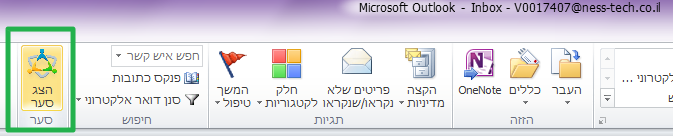 Microsoft Outlook - Inbox - V0017407@ness-tech.co.il
העבר
כללים
OneNote
הקצה מדיניות
פריטים שלא נקראו/שנקראו
חלק לקטגוריות
המשך טיפול
חפש איש קשר
פנקס כתובות
סנן דואר אלקטרוני
הצג סער
הזזה
תגיות
חיפוש
סער